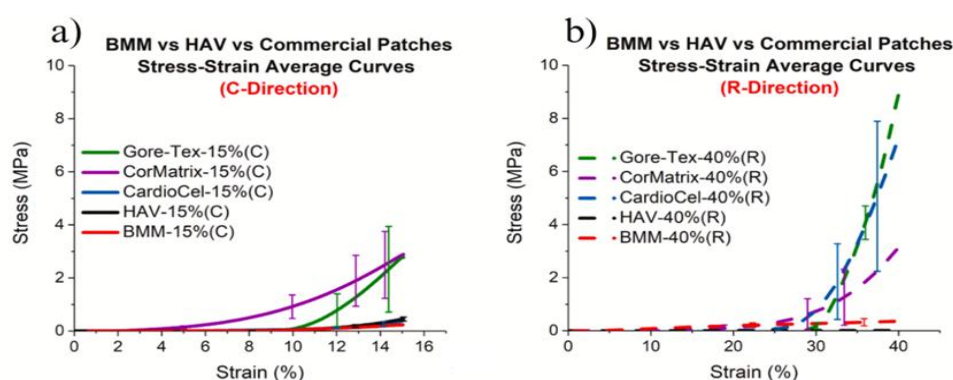 a)
BMM vs HAV vs Commercial Patches
Stress-Strain Average Curves
(C-Direction)
10
8
6
4
2
0
Stress (MPa)
Gore-Tex-15%(C)
CorMatrix-15%(C)
CardioCel-15%(C)
HAV-15%(C)
BMM-15%(C)
0 2 4 6 8 10 12 14 16
Strain (%)
b)
BMM vs HAV vs Commercial Patches
Stress-Strain Average Curves
(R-Direction)
10
8
6
4
2
0
Stress (MPa)
Gore-Tex-40%(R)
CorMatrix-40%(R)
CardioCel-40%(R)
HAV-40%(R)
BMM-40%(R)
0 10 20 30 40
Strain (%)